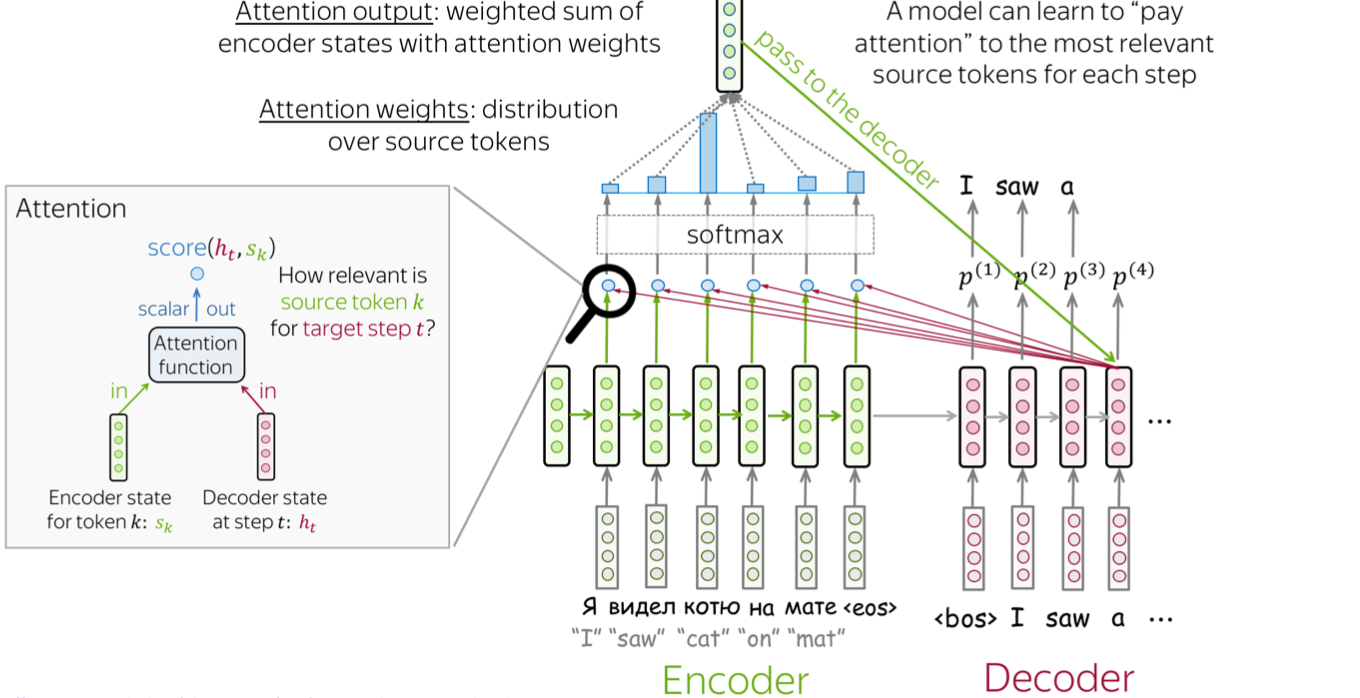 Attention output: weighted sum of
encoder states with attention weights
A model can learn to “pay
attention” to the most relevant
source tokens for each step
pass to the decoder
Attention weights: distribution
over source tokens
I saw a
softmax
p(1) p(2) p(3) p(4)
Attention
score(hₜ, sₖ)
How relevant is
source token k
for target step t?
scalar out
Attention
function
in in
Encoder state
for token k: sₖ
Decoder state
at step t: hₜ
...
Я видел котю на мате <eos>
“I” “saw” “cat” “on” “mat”
<bos> I saw a ...
Encoder
Decoder